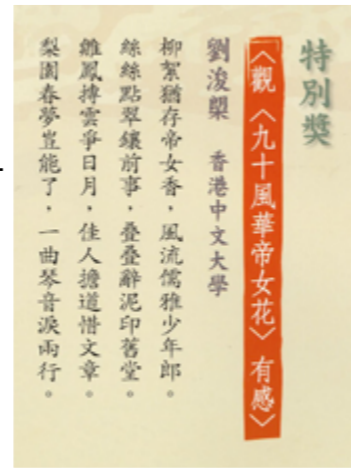 特別獎
〈觀〈九十風華帝女花〉有感〉
劉浚槊　香港中文大學
柳絮猶存帝女香，風流儒雅少年郎。
絲絲點翠鑲前事，叠叠辭泥印舊堂。
雛鳳摶雲爭日月，佳人擔道惜文章。
梨園春夢豈能了，一曲琴音淚兩行。